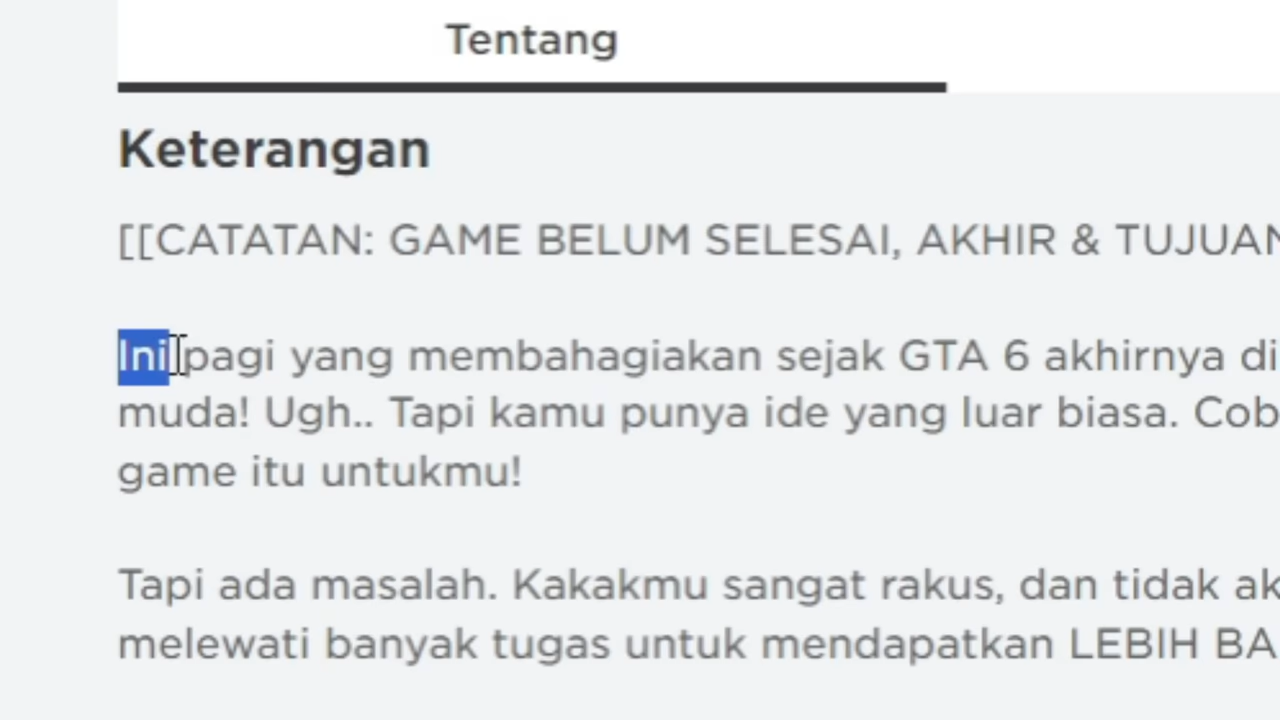 Tentang
Keterangan
[[CATATAN: GAME BELUM SELESAI, AKHIR & TUJUAN
Ini pagi yang membahagiakan sejak GTA 6 akhirnya di
muda! Ugh.. Tapi kamu punya ide yang luar biasa. Cob
game itu untukmu!
Tapi ada masalah. Kakakmu sangat rakus, dan tidak ak
melewati banyak tugas untuk mendapatkan LEBIH BA